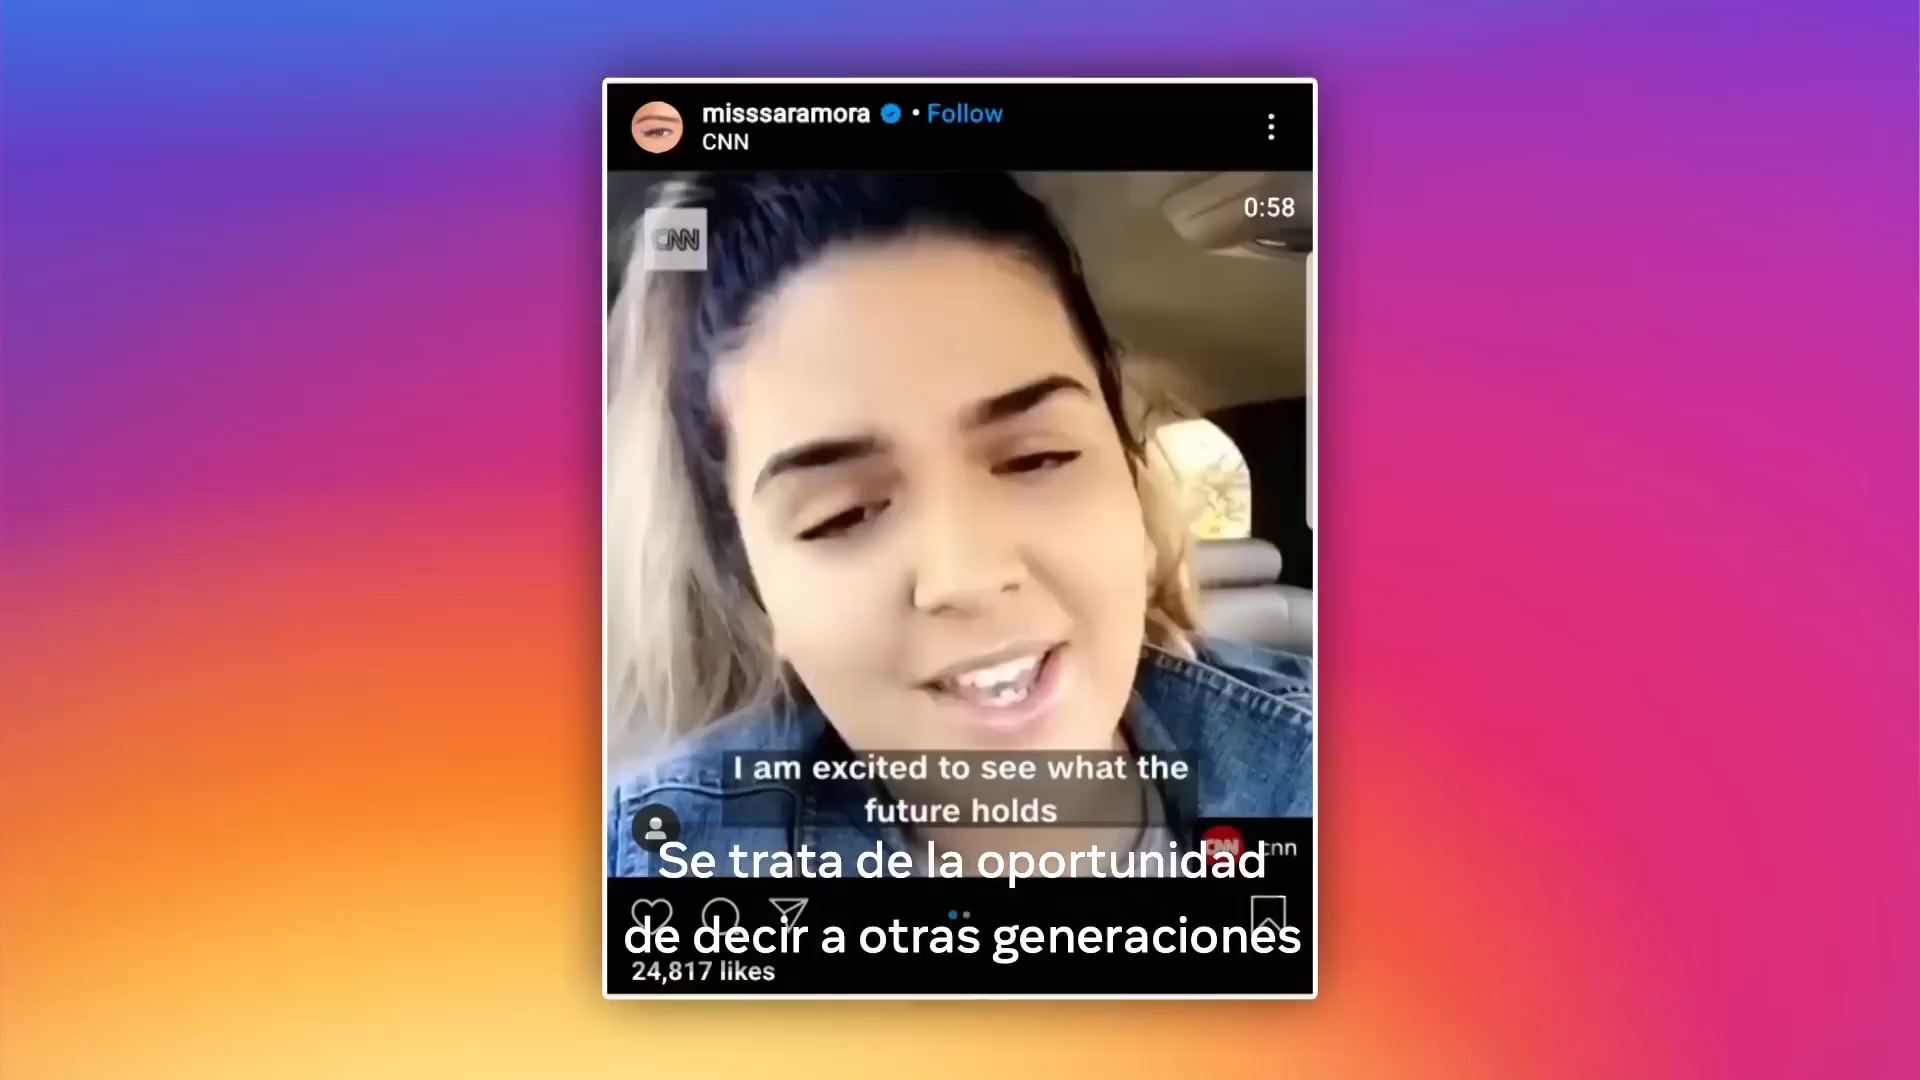 misssaramora • Follow
CNN
0:58
CNN
I am excited to see what the
future holds
CNN cnn
Se trata de la oportunidad
de decir a otras generaciones
24,817 likes